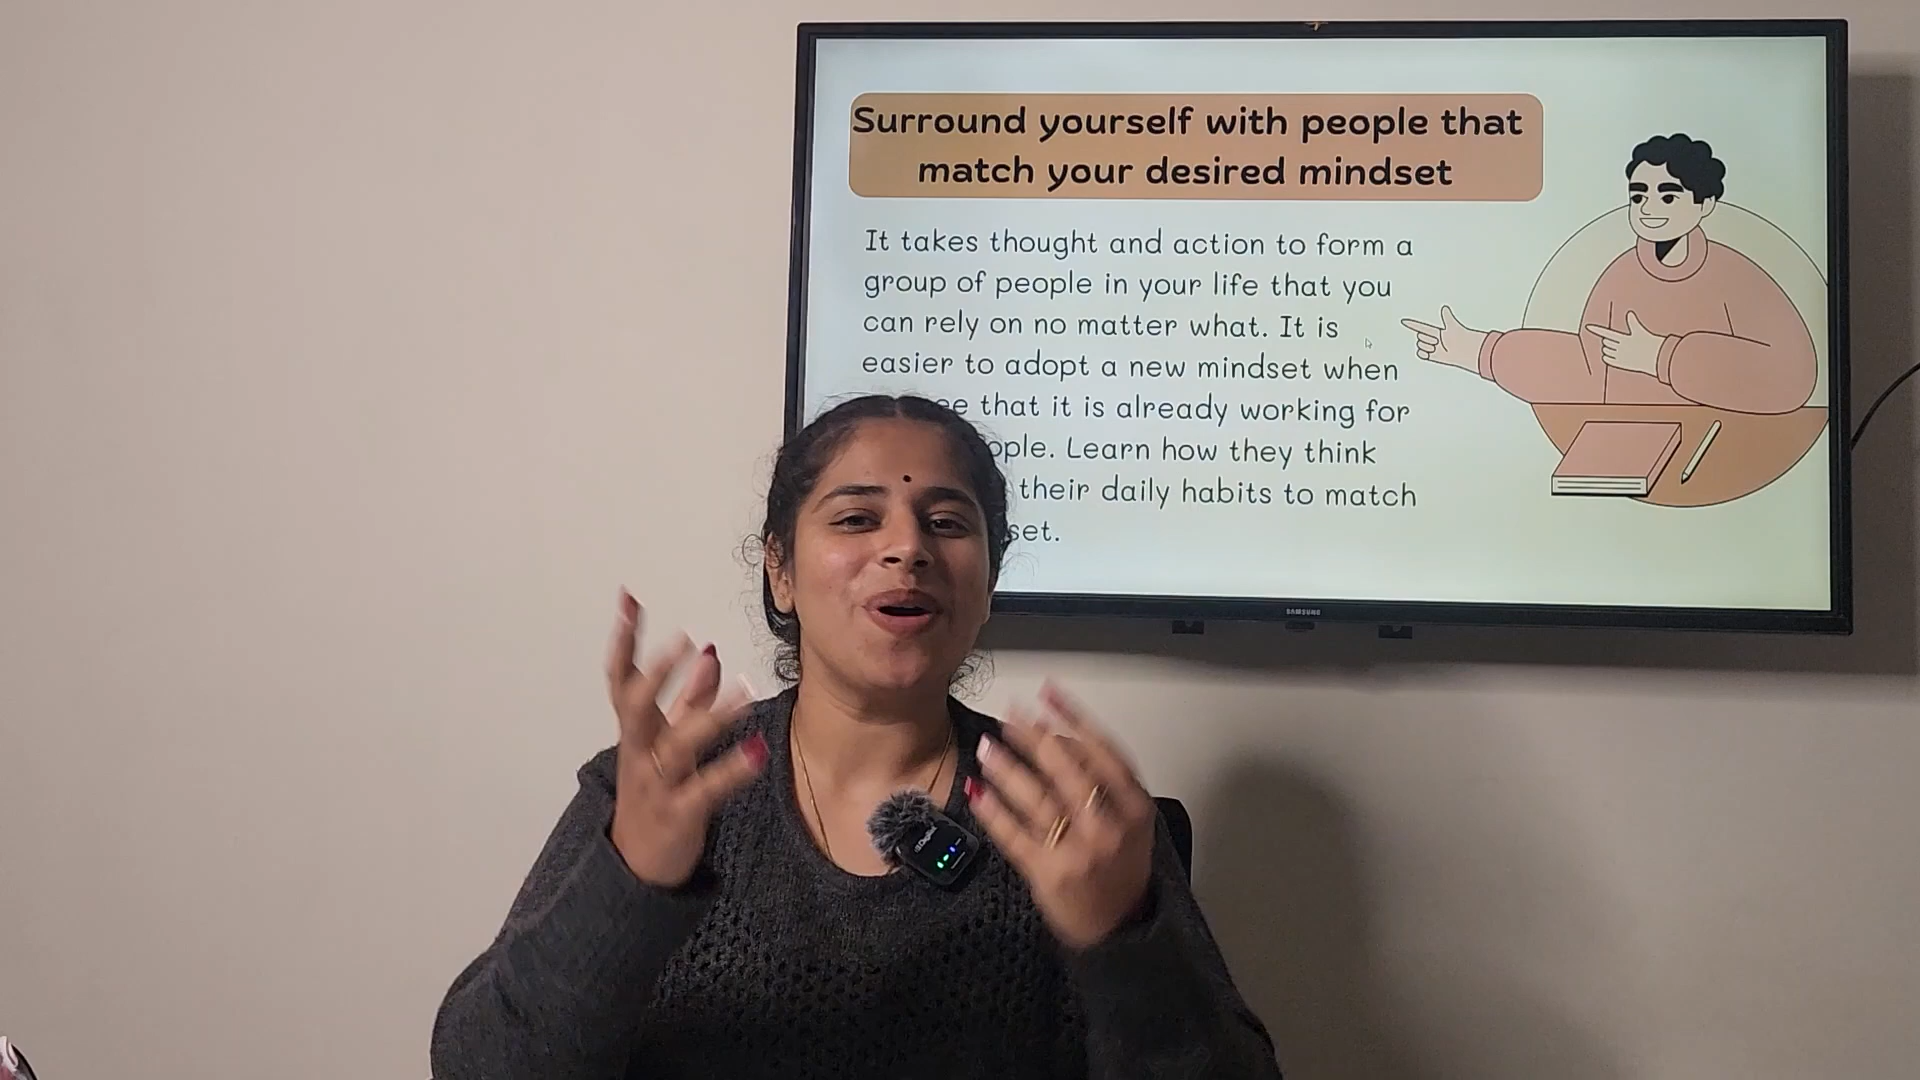 Surround yourself with people that
match your desired mindset
It takes thought and action to form a
group of people in your life that you
can rely on no matter what. It is
easier to adopt a new mindset when
that it is already working for
Learn how they think
their daily habits to match
SAMSUNG